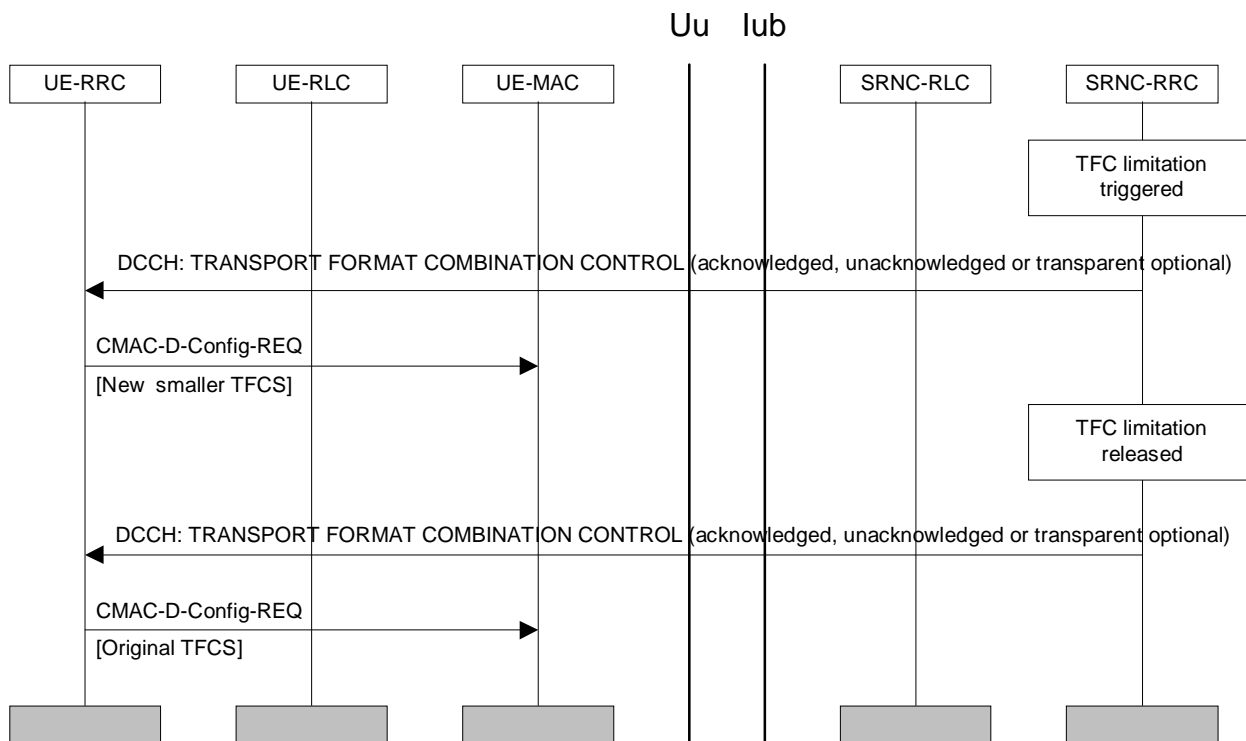 Uu Iub
UE-RRC UE-RLC UE-MAC SRNC-RLC SRNC-RRC
TFC limitation
triggered
DCCH: TRANSPORT FORMAT COMBINATION CONTROL (acknowledged, unacknowledged or transparent optional)
CMAC-D-Config-REQ
[New smaller TFCS]
TFC limitation
released
DCCH: TRANSPORT FORMAT COMBINATION CONTROL (acknowledged, unacknowledged or transparent optional)
CMAC-D-Config-REQ
[Original TFCS]